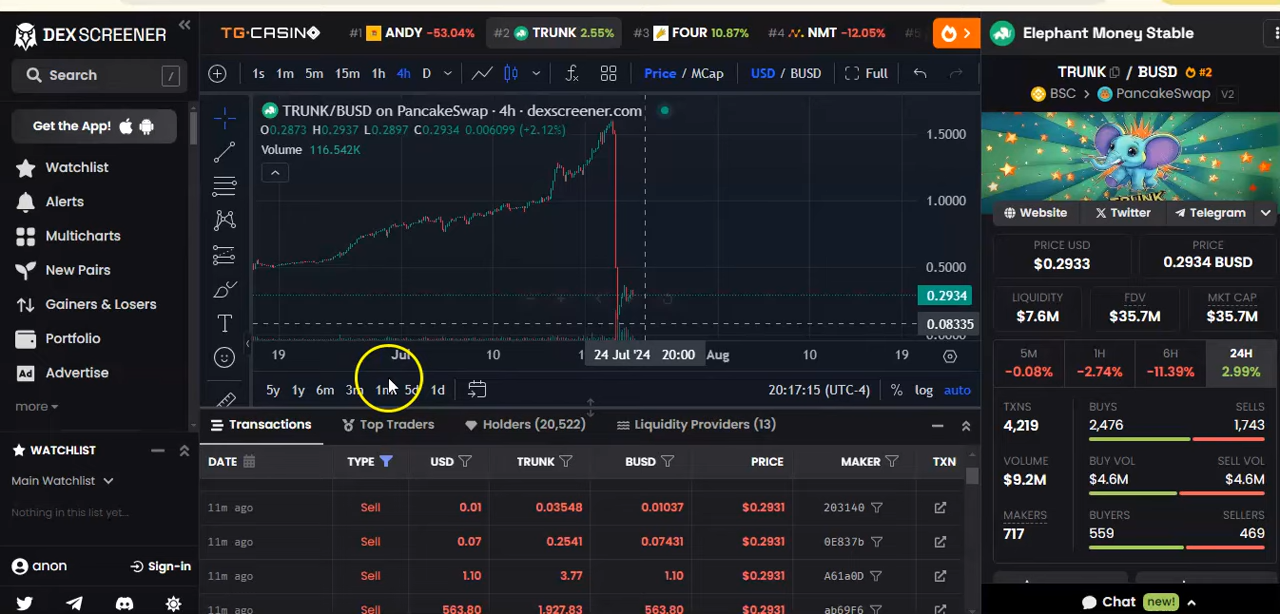 DEX SCREENER
Search /
Get the App!
Watchlist
Alerts
Multicharts
New Pairs
Gainers & Losers
Portfolio
Ad Advertise
more
WATCHLIST
Main Watchlist
Nothing in this list yet...
anon Sign-in
TG.CASINO #1 ANDY -53.04% #2 TRUNK 2.55% #3 FOUR 10.87% #4 NMT -12.05% #5
1s 1m 5m 15m 1h 4h D Price / MCap USD / BUSD Full
TRUNK/BUSD on PancakeSwap · 4h · dexscreener.com
O0.2873 H0.2937 L0.2897 C0.2934 0.006099 (+2.12%)
Volume 116.542K
1.5000
1.0000
0.5000
0.2934
0.08335
0.0000
19 Jul 10 24 Jul '24 20:00 Aug 10 19
5y 1y 6m 3m 1m 5d 1d 20:17:15 (UTC-4) % log auto
Transactions Top Traders Holders (20,522) Liquidity Providers (13)
DATE TYPE USD TRUNK BUSD PRICE MAKER TXN
11m ago Sell 0.01 0.03548 0.01037 $0.2931 203140
11m ago Sell 0.07 0.2541 0.07431 $0.2931 0E837b
11m ago Sell 1.10 3.77 1.10 $0.2931 A61a0D
11m ago Sell 563.80 1,927.83 563.80 $0.2931 ab69F6
Elephant Money Stable
TRUNK / BUSD #2
BSC > PancakeSwap V2
TRUNK
Website Twitter Telegram
PRICE USD
$0.2933
PRICE
0.2934 BUSD
LIQUIDITY
$7.6M
FDV
$35.7M
MKT CAP
$35.7M
5M
-0.08%
1H
-2.74%
6H
-11.39%
24H
2.99%
TXNS
4,219
BUYS
2,476
SELLS
1,743
VOLUME
$9.2M
BUY VOL
$4.6M
SELL VOL
$4.6M
MAKERS
717
BUYERS
559
SELLERS
469
Chat new!